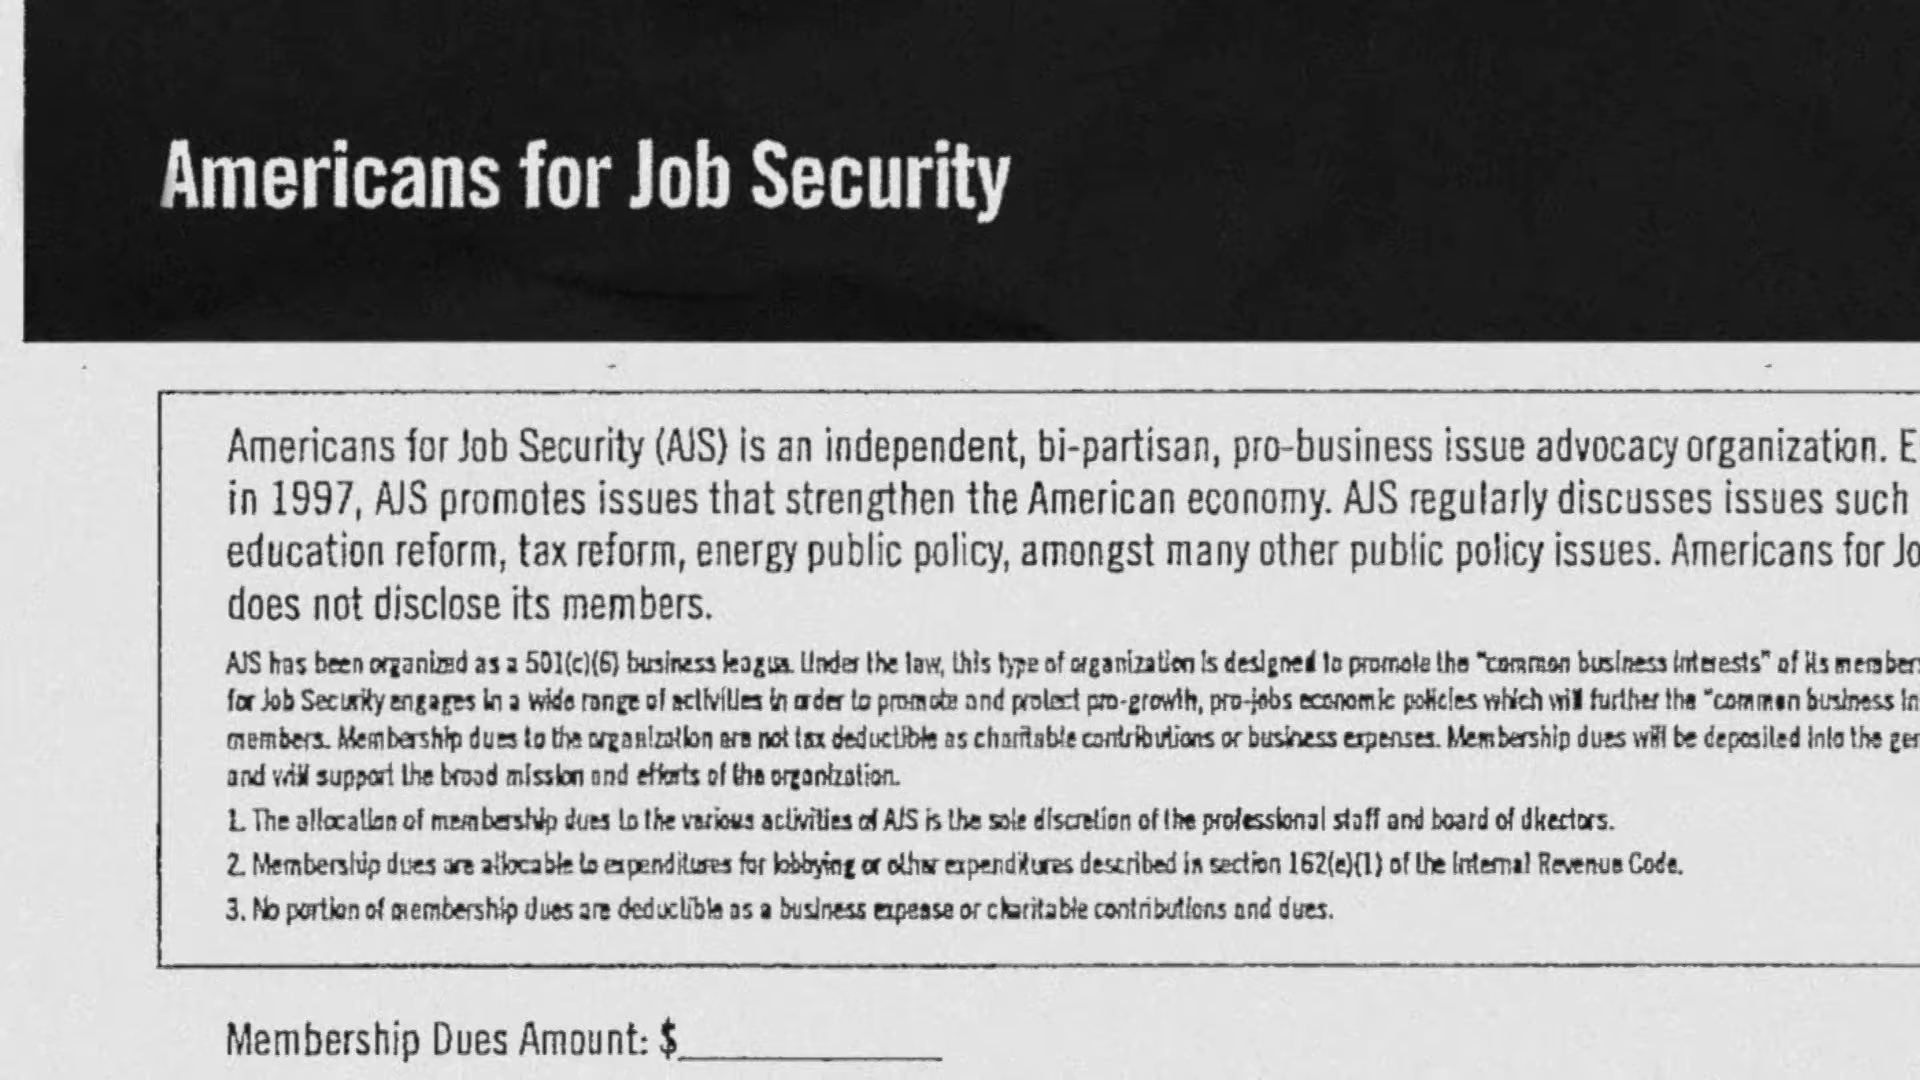 Americans for Job Security
Americans for Job Security (AJS) is an independent, bi-partisan, pro-business issue advocacy organization. E
in 1997, AJS promotes issues that strengthen the American economy. AJS regularly discusses issues such
education reform, tax reform, energy public policy, amongst many other public policy issues. Americans for Jo
does not disclose its members.
AJS has been organized as a 501(c)(6) business league. Under the law, this type of organization is designed to promote the "common business interests" of its member
for Job Security engages in a wide range of activities in order to promote and protect pro-growth, pro-jobs economic policies which will further the "common business in
members. Membership dues to the organization are not tax deductible as charitable contributions or business expenses. Membership dues will be deposited into the ger
and will support the broad mission and efforts of the organization.
1. The allocation of membership dues to the various activities of AJS is the sole discretion of the professional staff and board of directors.
2. Membership dues are allocable to expenditures for lobbying or other expenditures described in section 162(e)(1) of the Internal Revenue Code.
3. No portion of membership dues are deductible as a business expense or charitable contributions and dues.
Membership Dues Amount: $